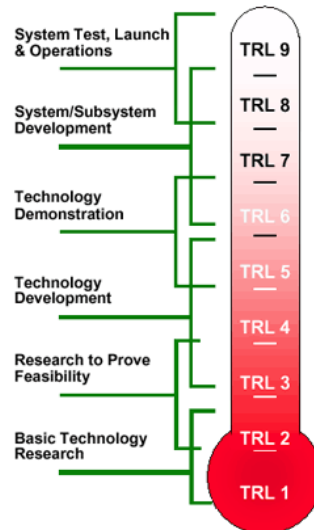 System Test, Launch
& Operations
System/Subsystem
Development
Technology
Demonstration
Technology
Development
Research to Prove
Feasibility
Basic Technology
Research
TRL 9
TRL 8
TRL 7
TRL 6
TRL 5
TRL 4
TRL 3
TRL 2
TRL 1